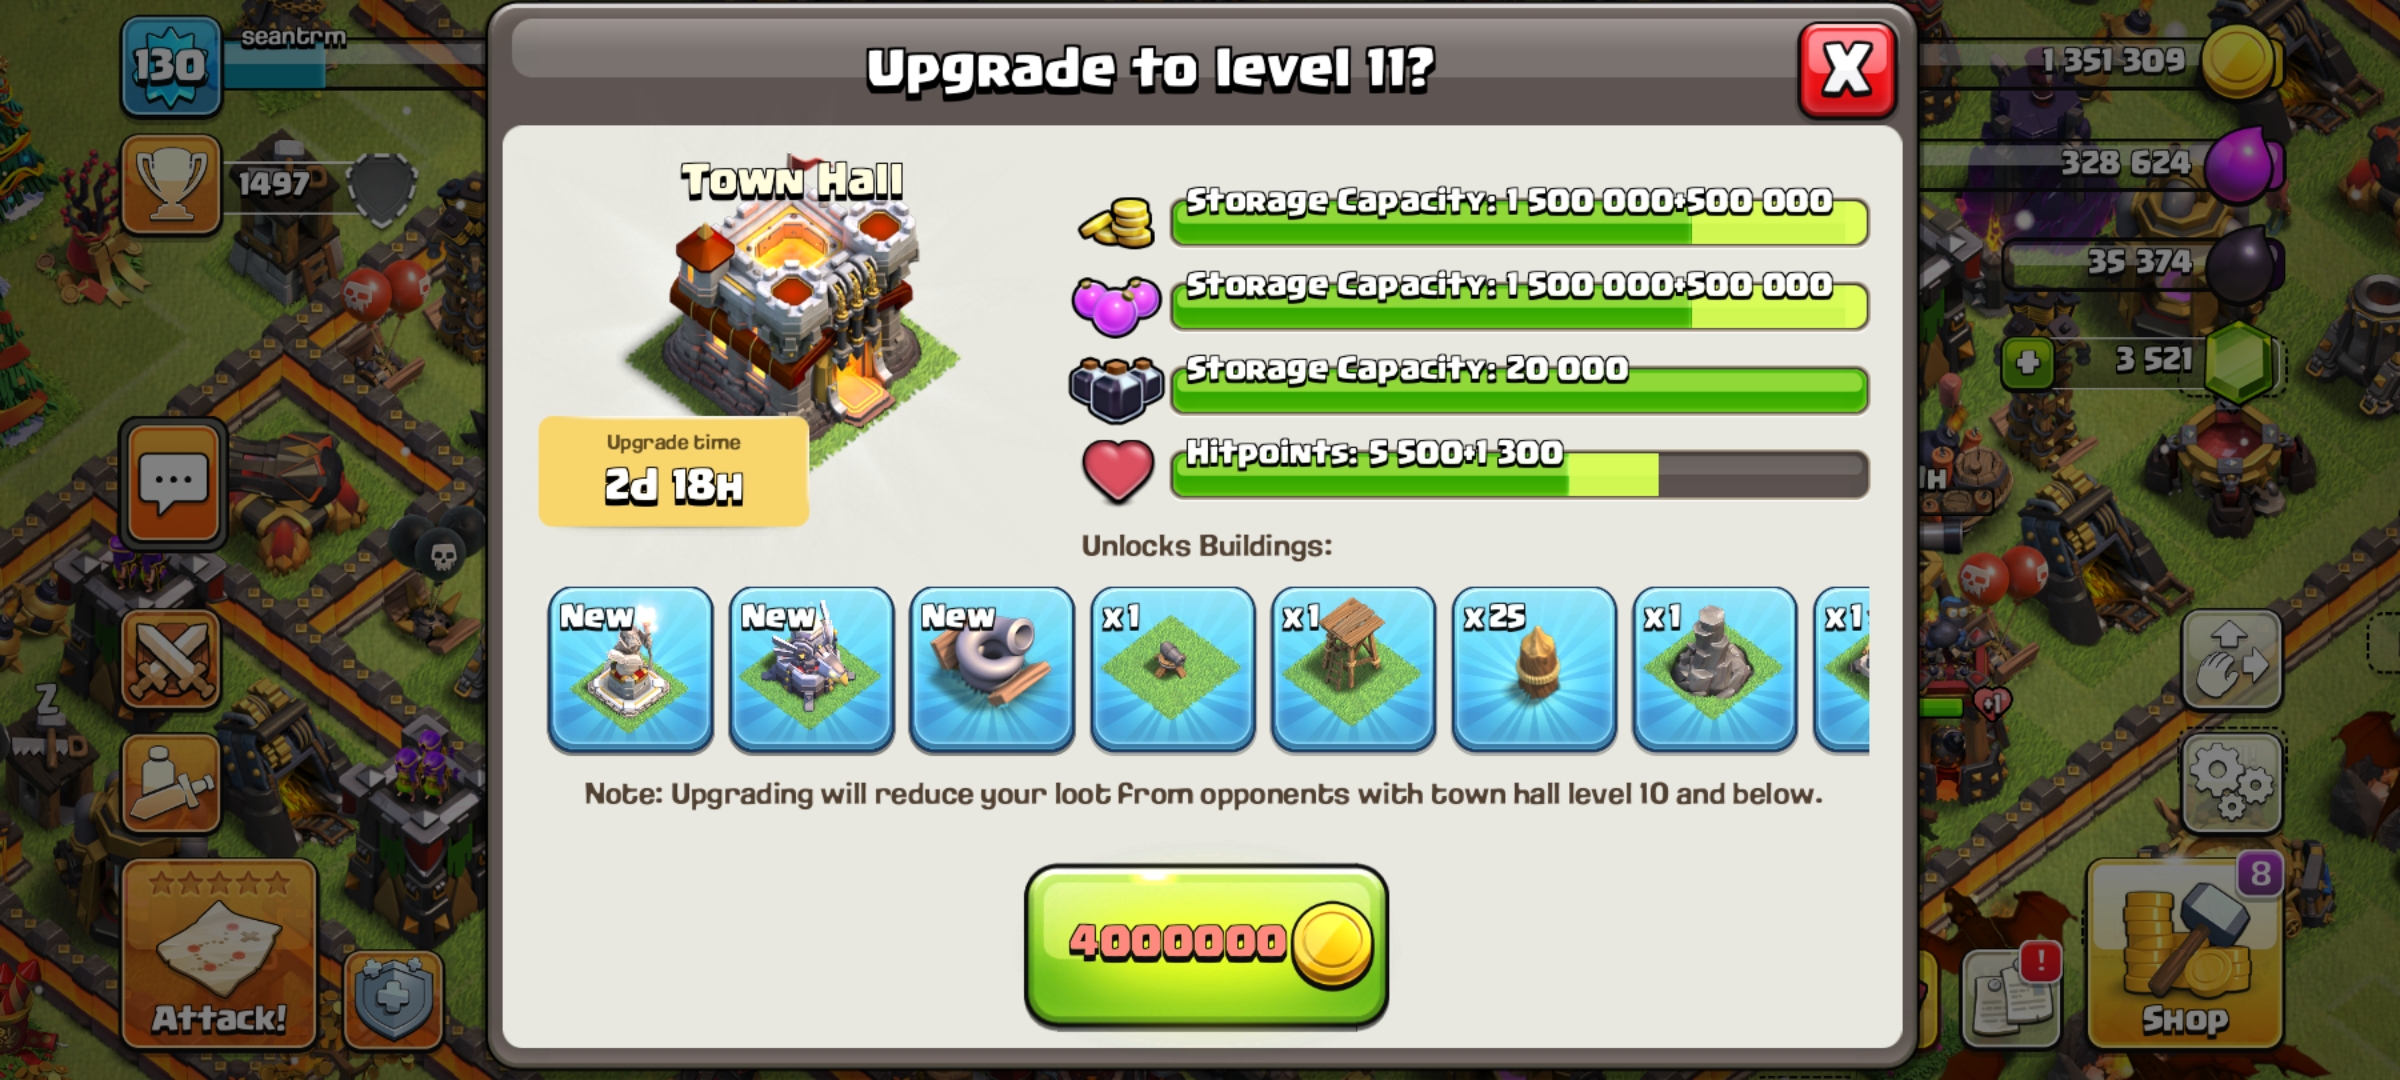 130
seantrm
1497
Upgrade to level 11?
X
1 351 309
328 624
35 374
3 521
Town Hall
Storage Capacity: 1 500 000+500 000
Storage Capacity: 1 500 000+500 000
Storage Capacity: 20 000
Hitpoints: 5 500+1 300
Upgrade time
2d 18H
Unlocks Buildings:
New
New
New
x1
x1
x25
x1
x1
Z
H
+1
Note: Upgrading will reduce your loot from opponents with town hall level 10 and below.
4000000
Attack!
8
!
Shop